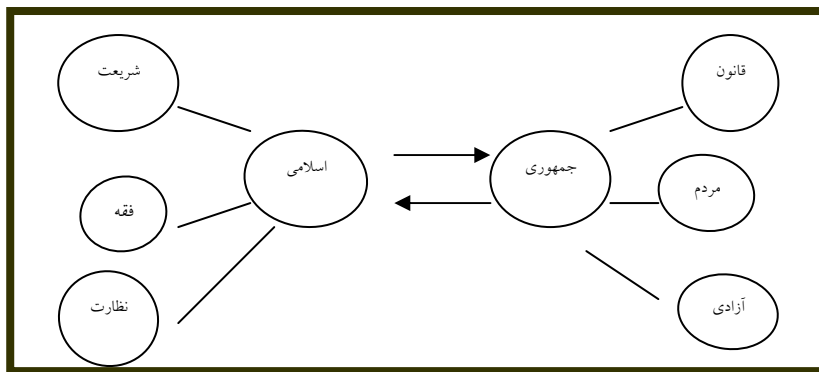 شریعت
قانون
اسلامی
جمهوری
مردم
فقه
نظارت
آزادی